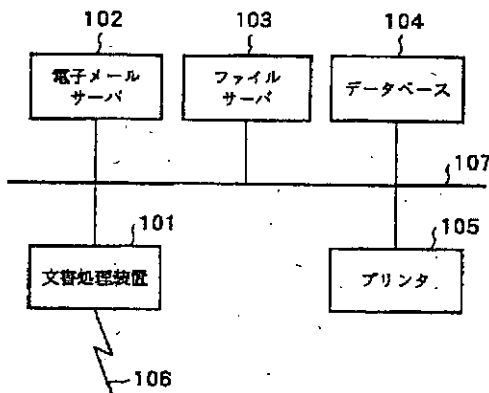 102
103
104
電子メール
サーバ
ファイル
サーバ
データベース
107
101
105
文書処理装置
プリンタ
106